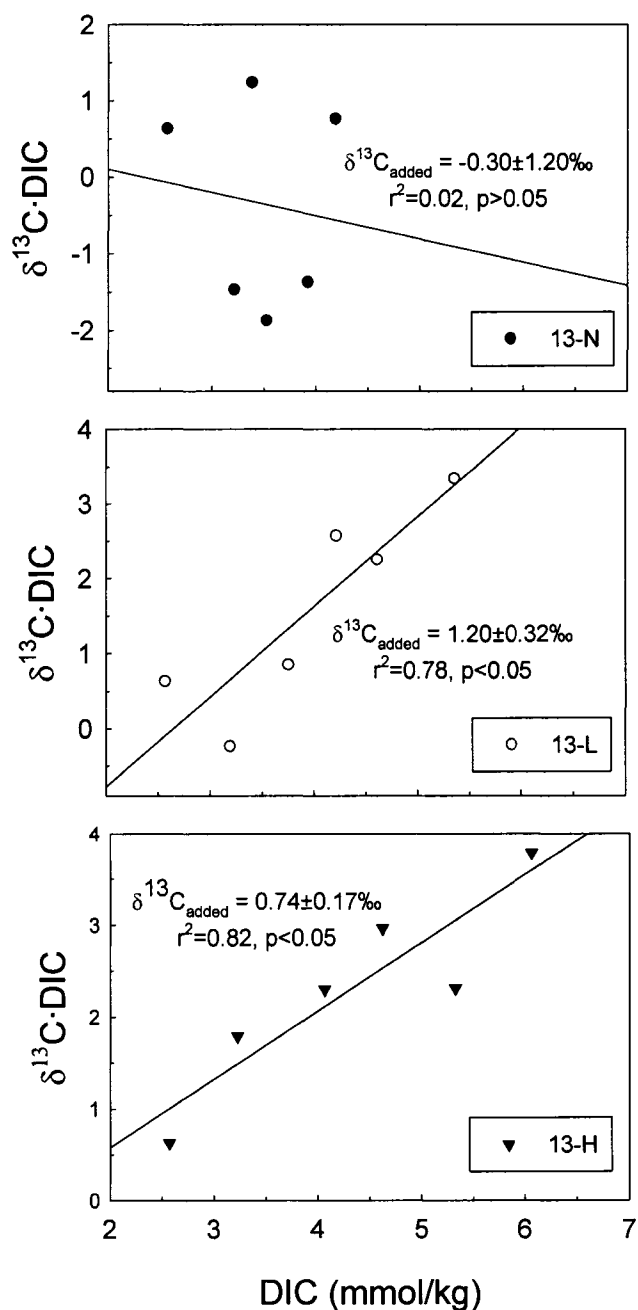 2
1
0
-1
-2
δ¹³C·DIC
δ¹³C_added = -0.30±1.20‰
r²=0.02, p>0.05
13-N
4
3
2
1
0
δ¹³C·DIC
δ¹³C_added = 1.20±0.32‰
r²=0.78, p<0.05
13-L
4
3
2
1
0
δ¹³C·DIC
δ¹³C_added = 0.74±0.17‰
r²=0.82, p<0.05
13-H
2 3 4 5 6 7
DIC (mmol/kg)